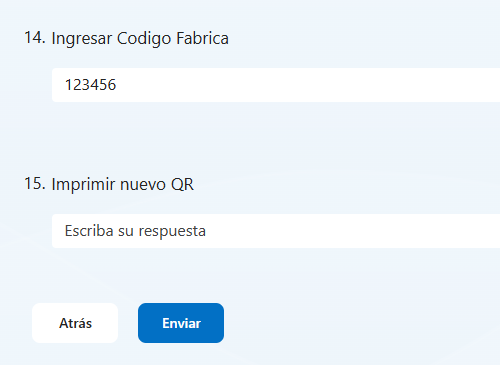 14. Ingresar Codigo Fabrica
123456
15. Imprimir nuevo QR
Escriba su respuesta
Atrás Enviar